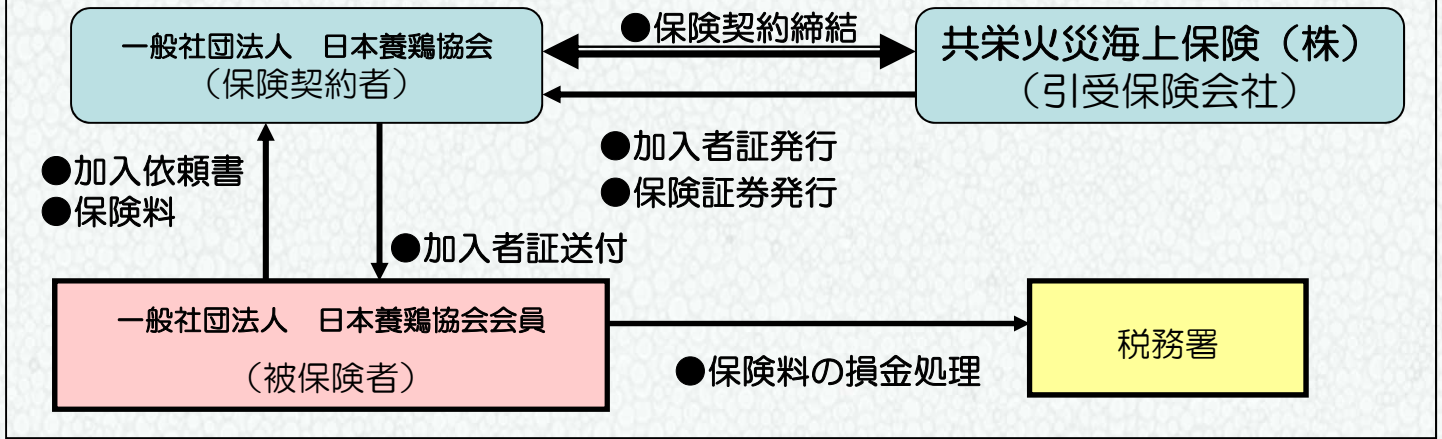 一般社団法人　日本養鶏協会
（保険契約者）
●保険契約締結
共栄火災海上保険（株）
（引受保険会社）
●加入者証発行
●保険証券発行
●加入依頼書
●保険料
●加入者証送付
一般社団法人　日本養鶏協会会員
（被保険者）
●保険料の損金処理
税務署